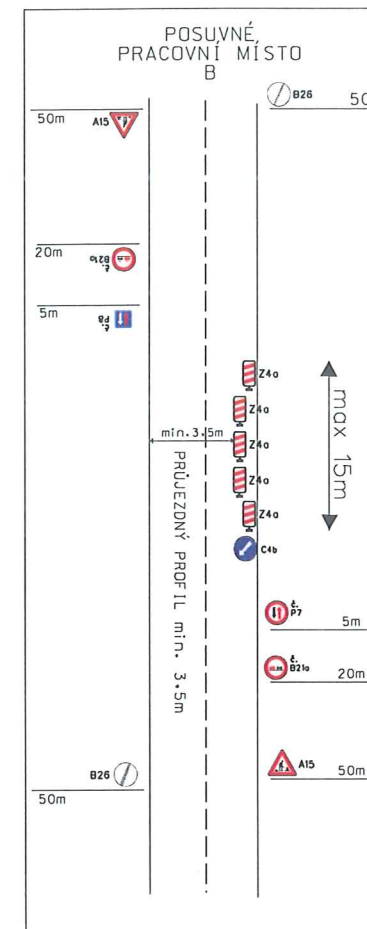 POSUVNÉ
PRACOVNÍ MÍSTO
B
B26
50
50m
A15
20m
č.
B21a
5m
č.
P8
Z4a
Z4a
min.3.5m
Z4a
Z4a
Z4a
max 15m
PRŮJEZDNÝ PROFIL min. 3.5m
C4b
č.
P7
5m
č.
B21a
20m
B26
A15
50m
50m